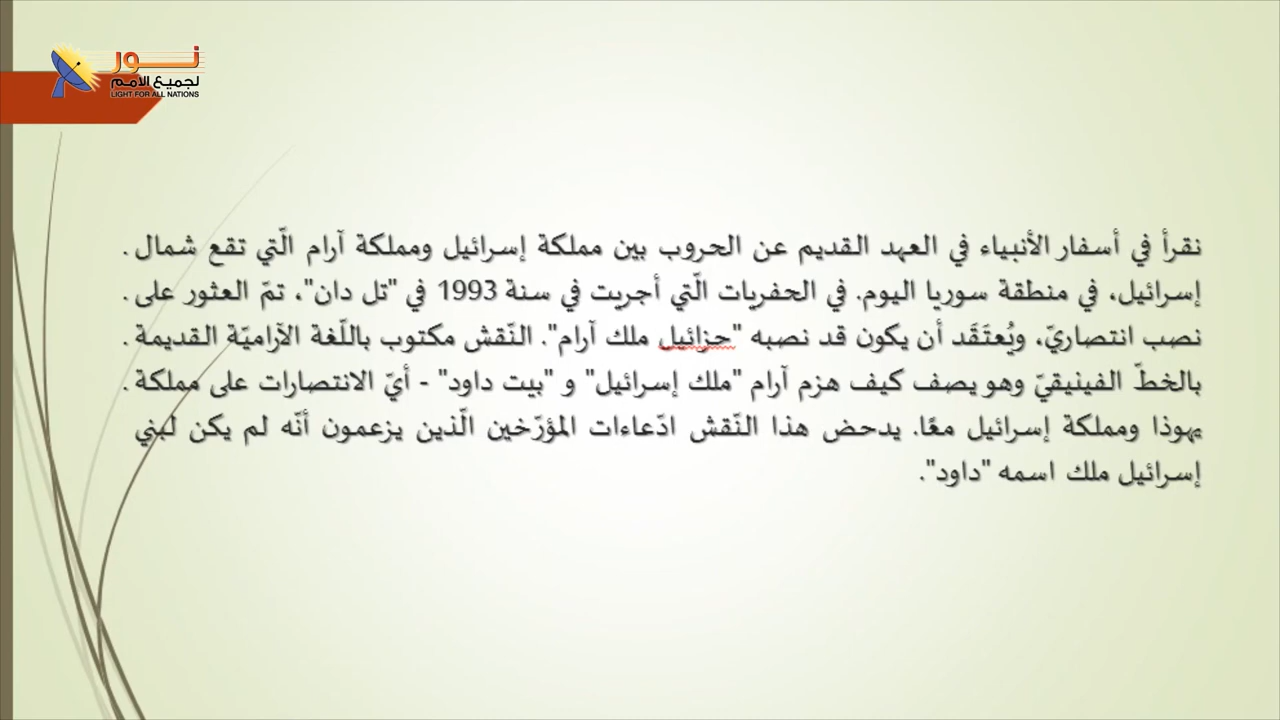 نور
لجميع الأمم
LIGHT FOR ALL NATIONS
نقرأ في أسفار الأنبياء في العهد القديم عن الحروب بين مملكة إسرائيل ومملكة آرام الّتي تقع شمال .
إسرائيل، في منطقة سوريا اليوم. في الحفريات الّتي أجريت في سنة 1993 في "تل دان"، تمّ العثور على .
نصب انتصاريّ، ويُعتَقَد أن يكون قد نصبه "حزائيل ملك آرام". النّقش مكتوب باللّغة الآراميّة القديمة .
بالخطّ الفينيقيّ وهو يصف كيف هزم آرام "ملك إسرائيل" و "بيت داود" - أيّ الانتصارات على مملكة .
يهوذا ومملكة إسرائيل معًا. يدحض هذا النّقش ادّعاءات المؤرّخين الّذين يزعمون أنّه لم يكن لبني
إسرائيل ملك اسمه "داود".